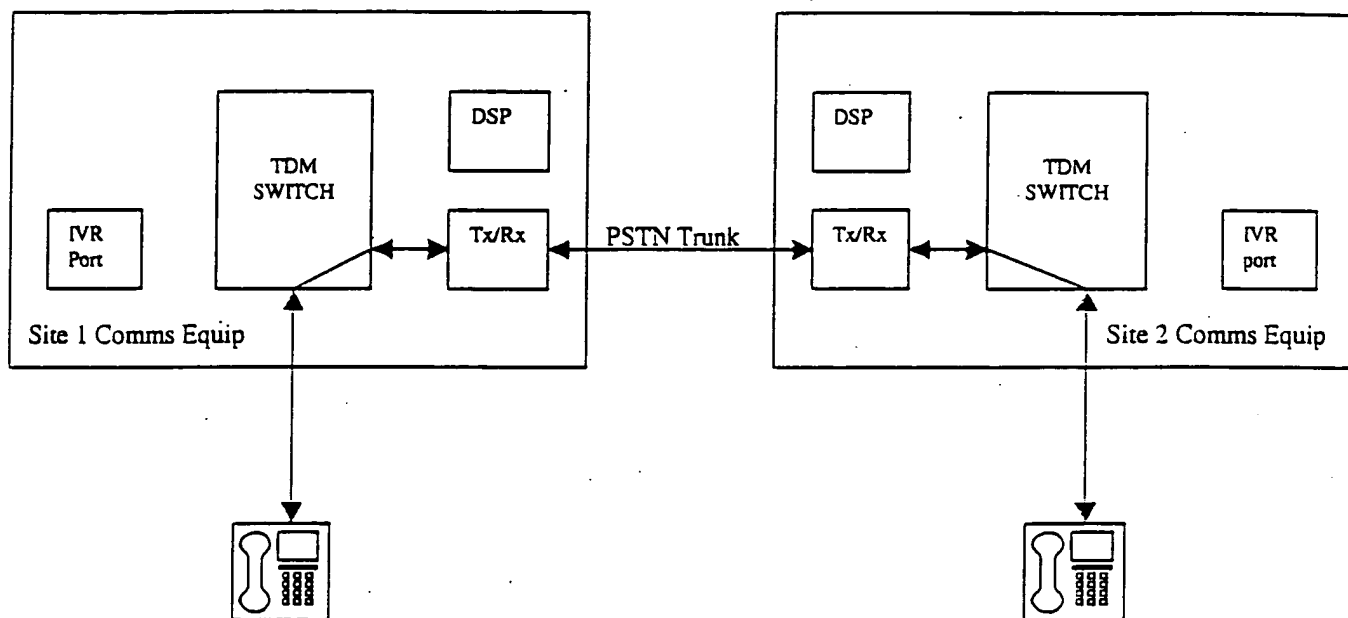 DSP
TDM
SWITCH
IVR
Port
Tx/Rx
Site 1 Comms Equip
PSTN Trunk
DSP
TDM
SWITCH
Tx/Rx
IVR
port
Site 2 Comms Equip